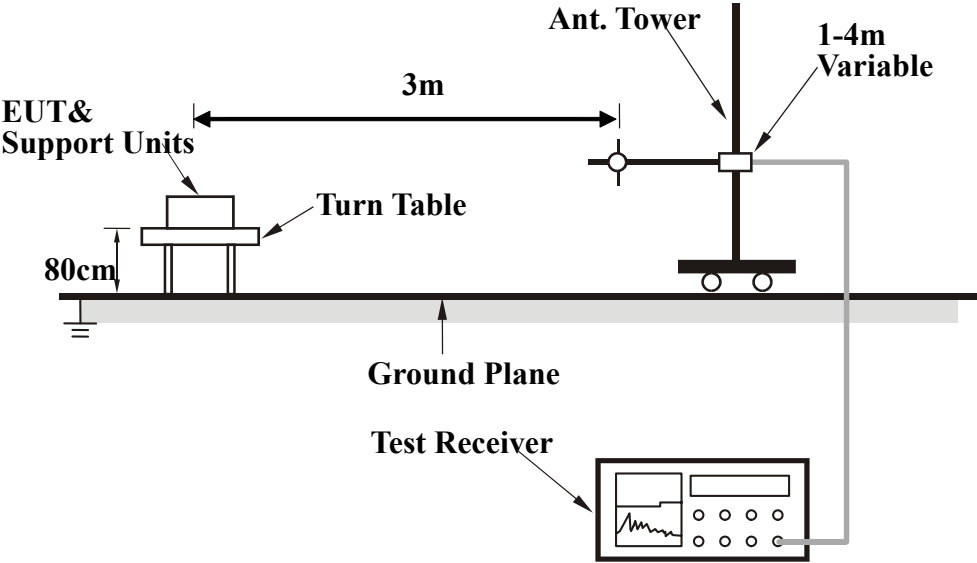 Ant. Tower
1-4m
Variable
3m
EUT&
Support Units
Turn Table
80cm
Ground Plane
Test Receiver